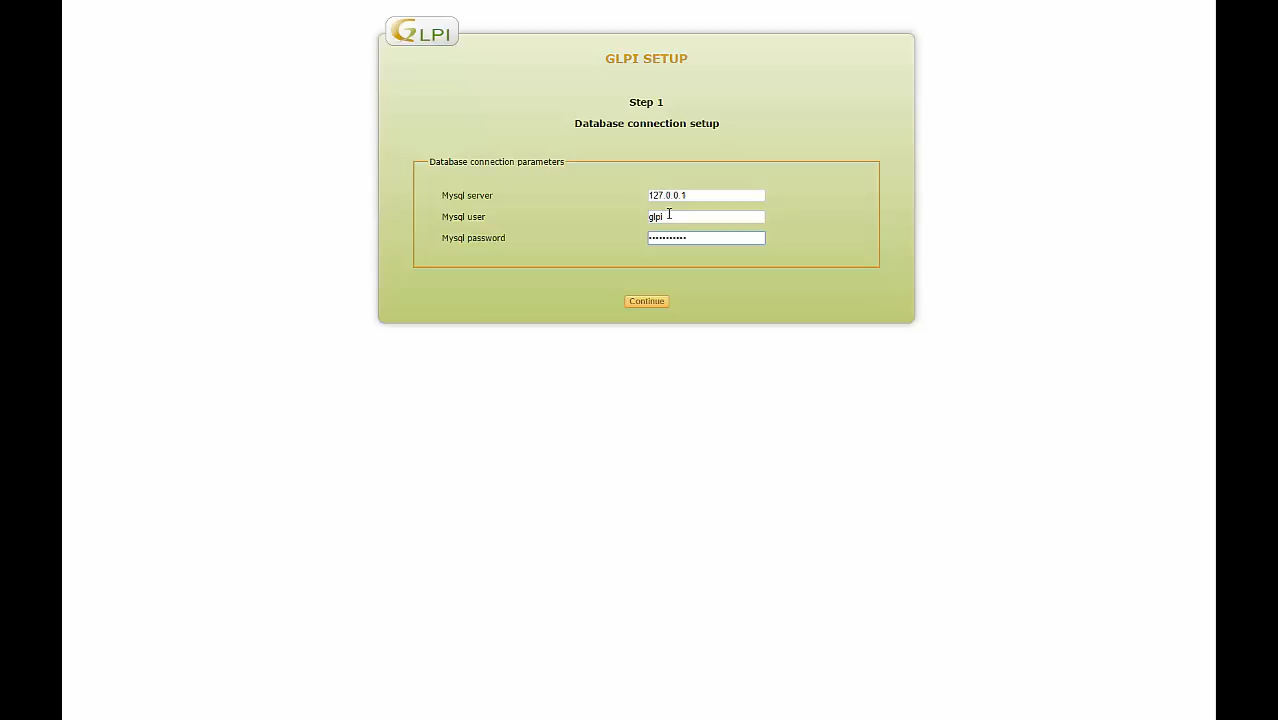 GLPI
GLPI SETUP
Step 1
Database connection setup
Database connection parameters
Mysql server 127.0.0.1
Mysql user glpi
Mysql password •••••••••••
Continue